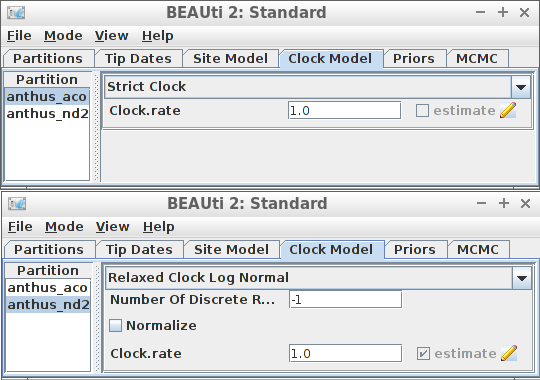 BEAUti 2: Standard
File Mode View Help
Partitions Tip Dates Site Model Clock Model Priors MCMC
Partition
anthus_aco
anthus_nd2
Strict Clock
Clock.rate 1.0 estimate
BEAUti 2: Standard
File Mode View Help
Partitions Tip Dates Site Model Clock Model Priors MCMC
Partition
anthus_aco
anthus_nd2
Relaxed Clock Log Normal
Number Of Discrete R... -1
Normalize
Clock.rate 1.0 estimate